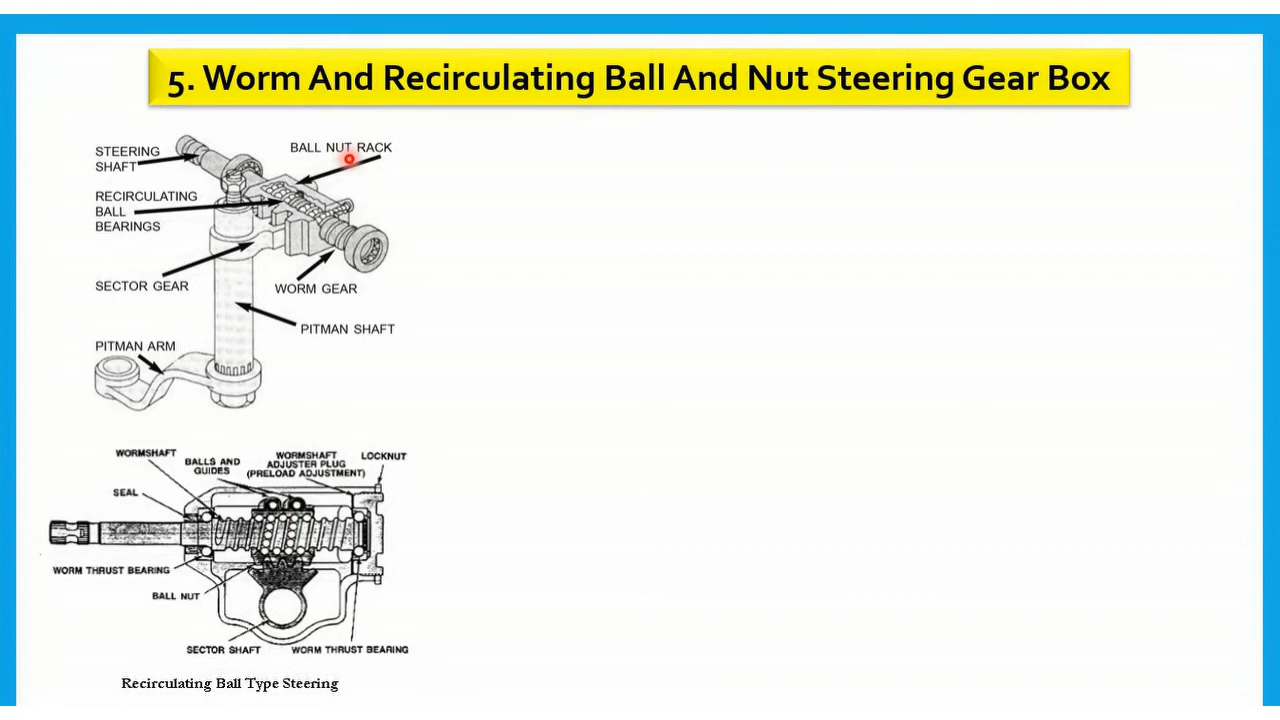 5. Worm And Recirculating Ball And Nut Steering Gear Box
STEERING
SHAFT
BALL NUT RACK
RECIRCULATING
BALL
BEARINGS
SECTOR GEAR
WORM GEAR
PITMAN SHAFT
PITMAN ARM
WORMSHAFT
BALLS AND
GUIDES
WORMSHAFT
ADJUSTER PLUG
(PRELOAD ADJUSTMENT)
LOCKNUT
SEAL
WORM THRUST BEARING
BALL NUT
SECTOR SHAFT
WORM THRUST BEARING
Recirculating Ball Type Steering